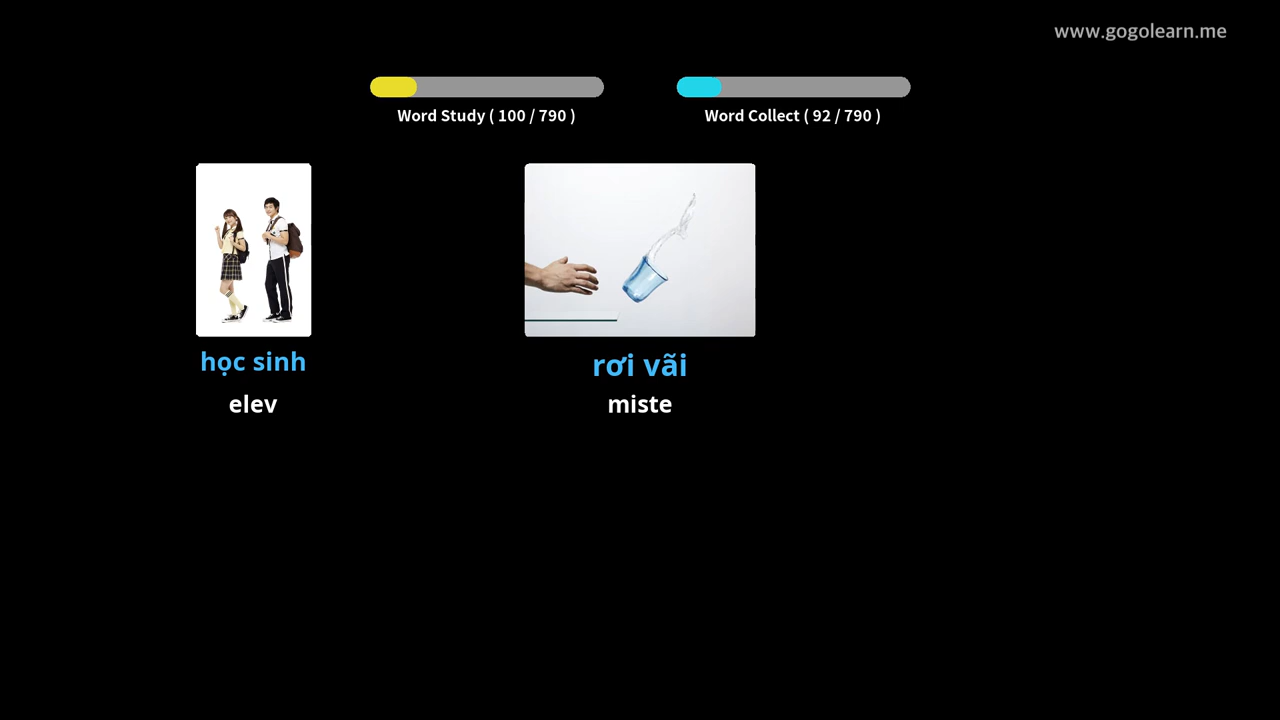 www.gogolearn.me
Word Study ( 100 / 790 )
Word Collect ( 92 / 790 )
học sinh
elev
rơi vãi
miste